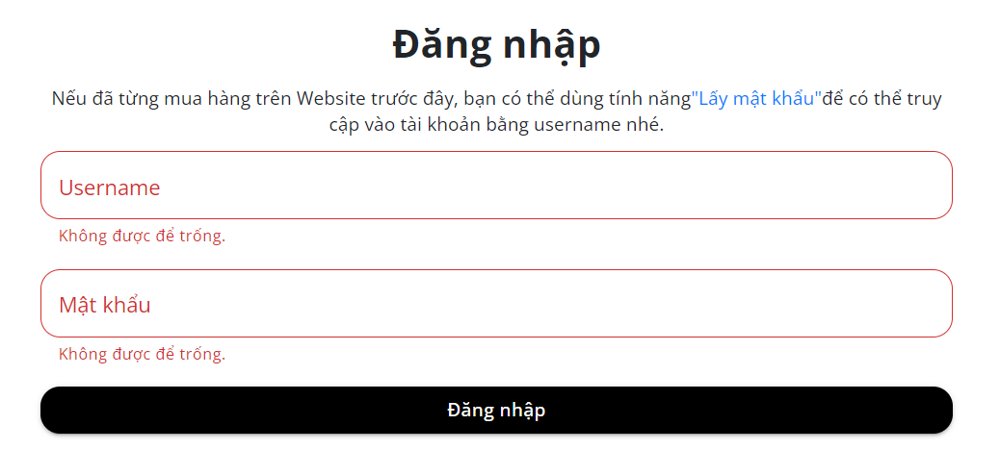 Đăng nhập
Nếu đã từng mua hàng trên Website trước đây, bạn có thể dùng tính năng"Lấy mật khẩu"để có thể truy
cập vào tài khoản bằng username nhé.
Username
Không được để trống.
Mật khẩu
Không được để trống.
Đăng nhập